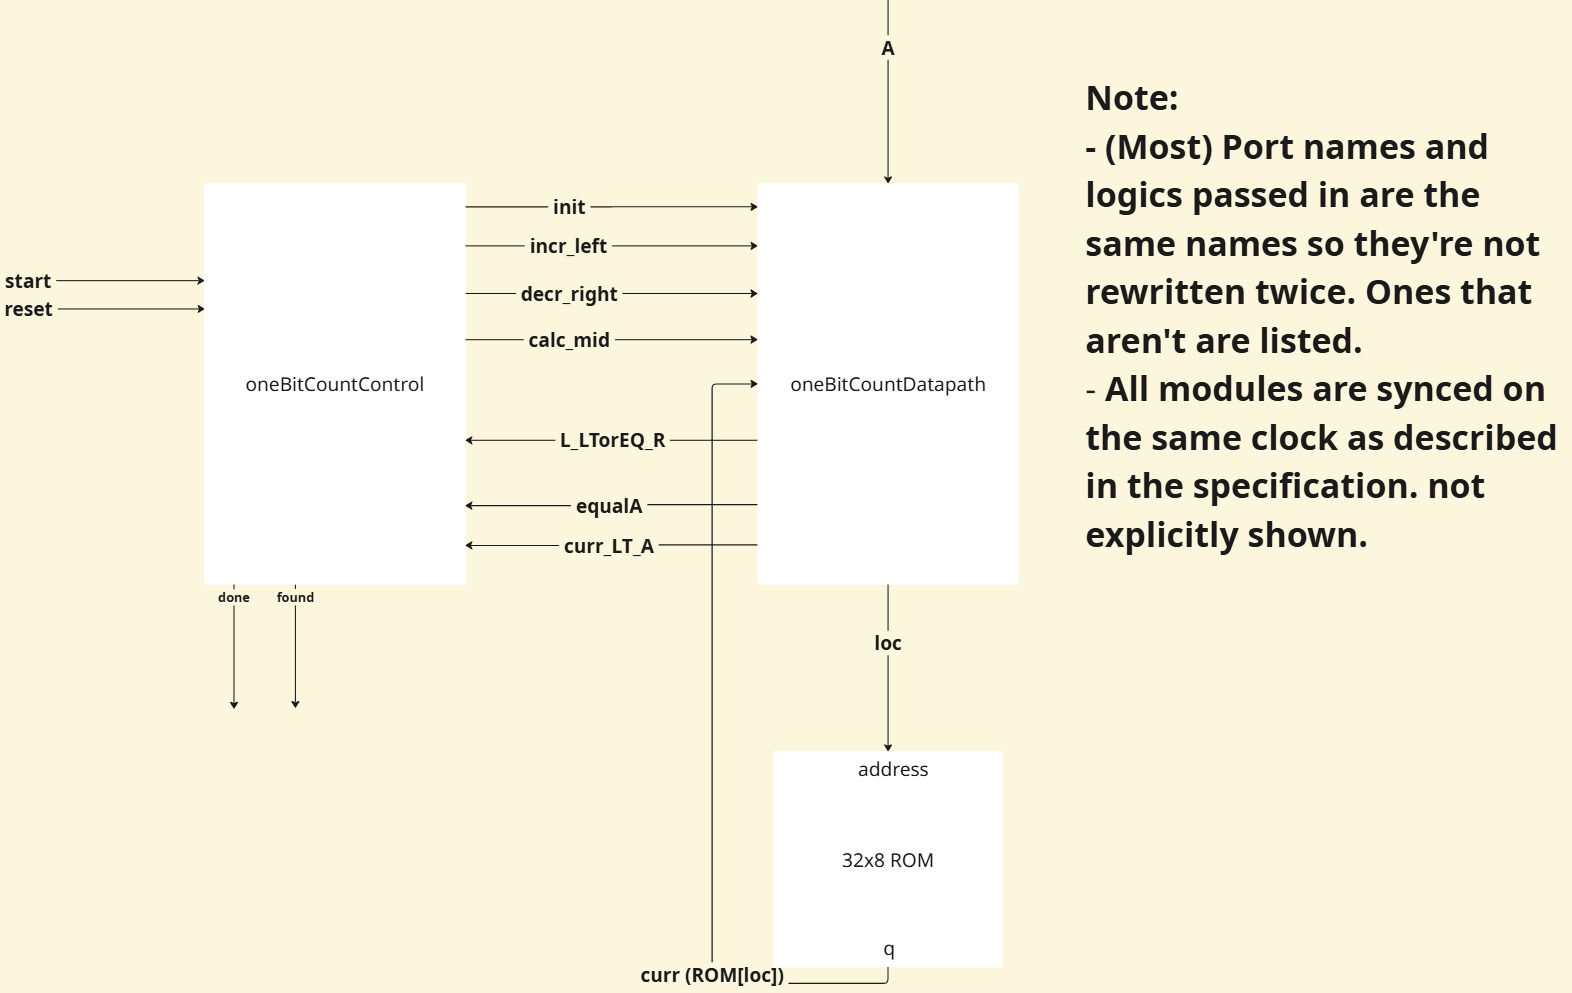 A
Note:
- (Most) Port names and
logics passed in are the
same names so they're not
rewritten twice. Ones that
aren't are listed.
- All modules are synced on
the same clock as described
in the specification. not
explicitly shown.
init
incr_left
decr_right
calc_mid
start
reset
oneBitCountControl
oneBitCountDatapath
L_LTorEQ_R
equalA
curr_LT_A
done
found
loc
address
32x8 ROM
q
curr (ROM[loc])